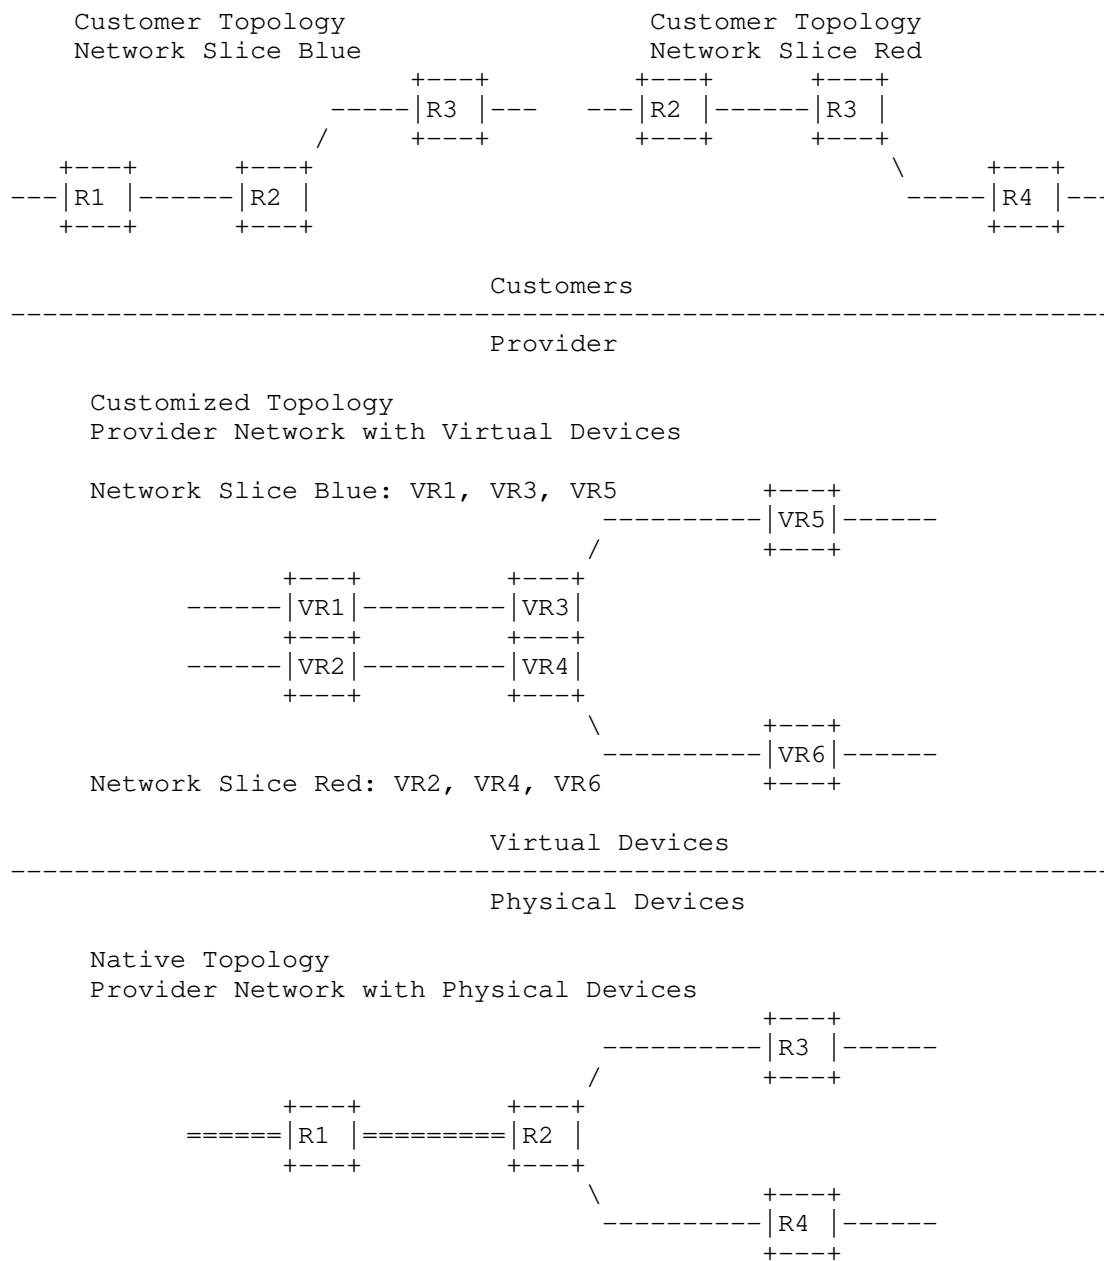 Customer Topology Customer Topology
Network Slice Blue Network Slice Red
R3 R2 R3
R1 R2 R4
Customers
Provider
Customized Topology
Provider Network with Virtual Devices
Network Slice Blue: VR1, VR3, VR5
VR5
VR1 VR3
VR2 VR4
VR6
Network Slice Red: VR2, VR4, VR6
Virtual Devices
Physical Devices
Native Topology
Provider Network with Physical Devices
R3
R1 R2
R4